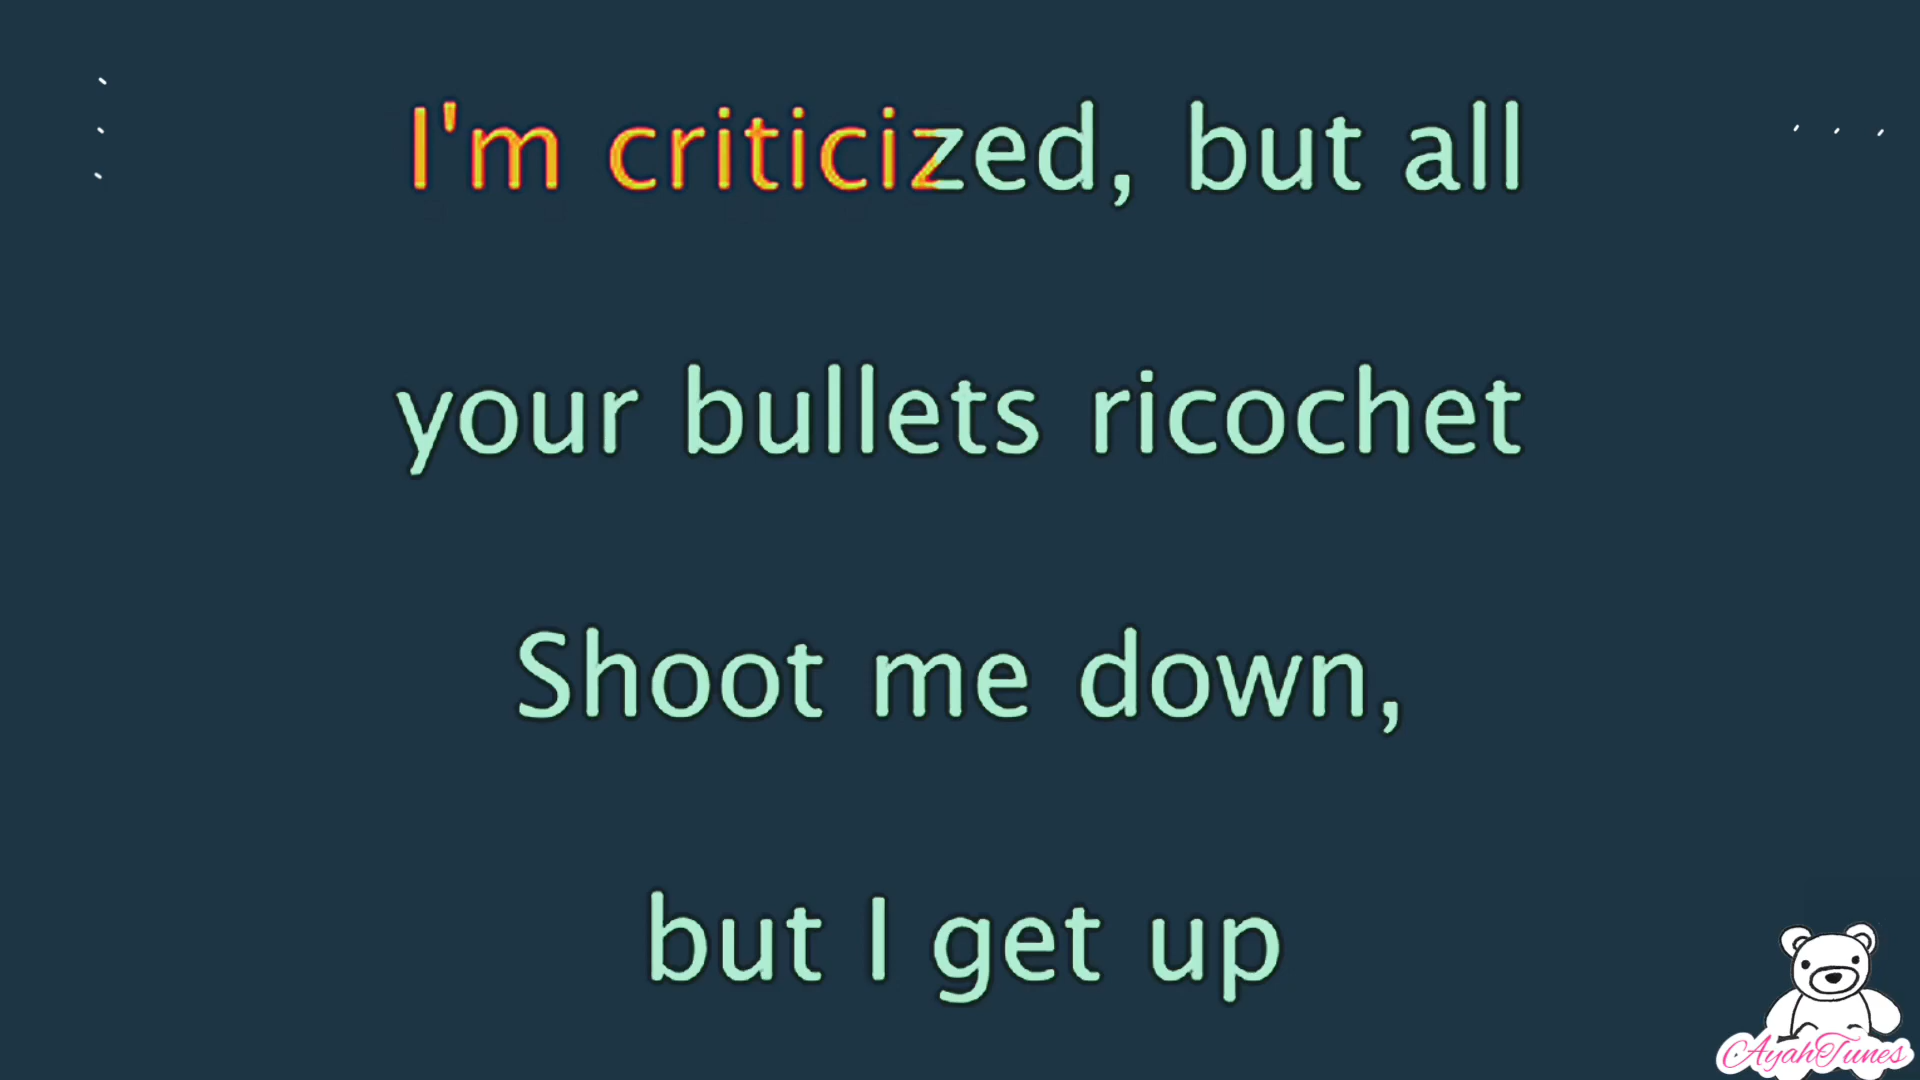 I'm criticized, but all
your bullets ricochet
Shoot me down,
but I get up
AyahTunes